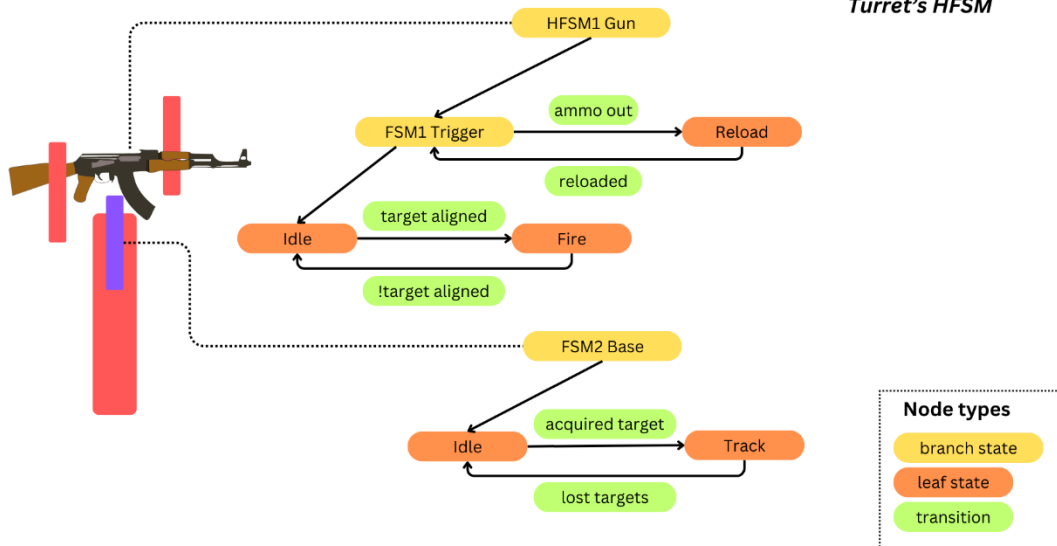 Turret's HFSM
HFSM1 Gun
ammo out
FSM1 Trigger
Reload
reloaded
target aligned
Idle
Fire
!target aligned
FSM2 Base
acquired target
Idle
Track
lost targets
Node types
branch state
leaf state
transition